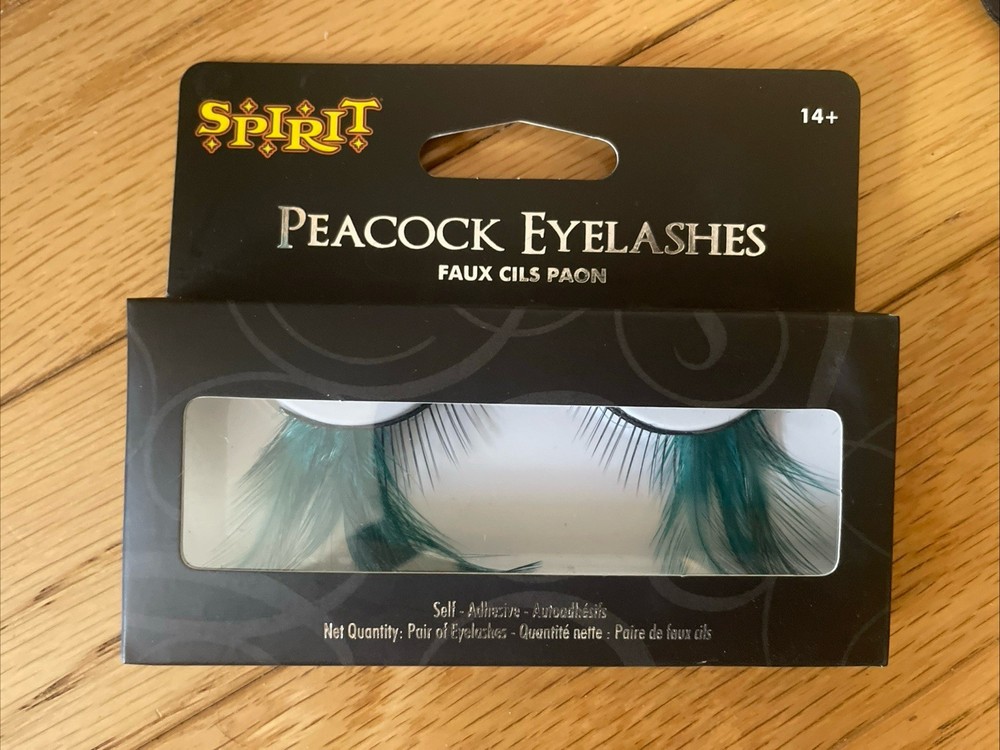 SPIRIT
14+
PEACOCK EYELASHES
FAUX CILS PAON
Self - Adhesive - Autoadhésifs
Net Quantity: Pair of Eyelashes - Quantité nette : Paire de faux cils